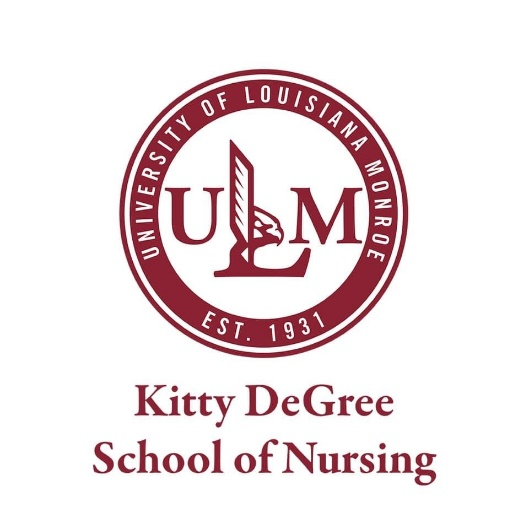 UNIVERSITY OF LOUISIANA MONROE
ULM
EST. 1931
Kitty DeGree
School of Nursing